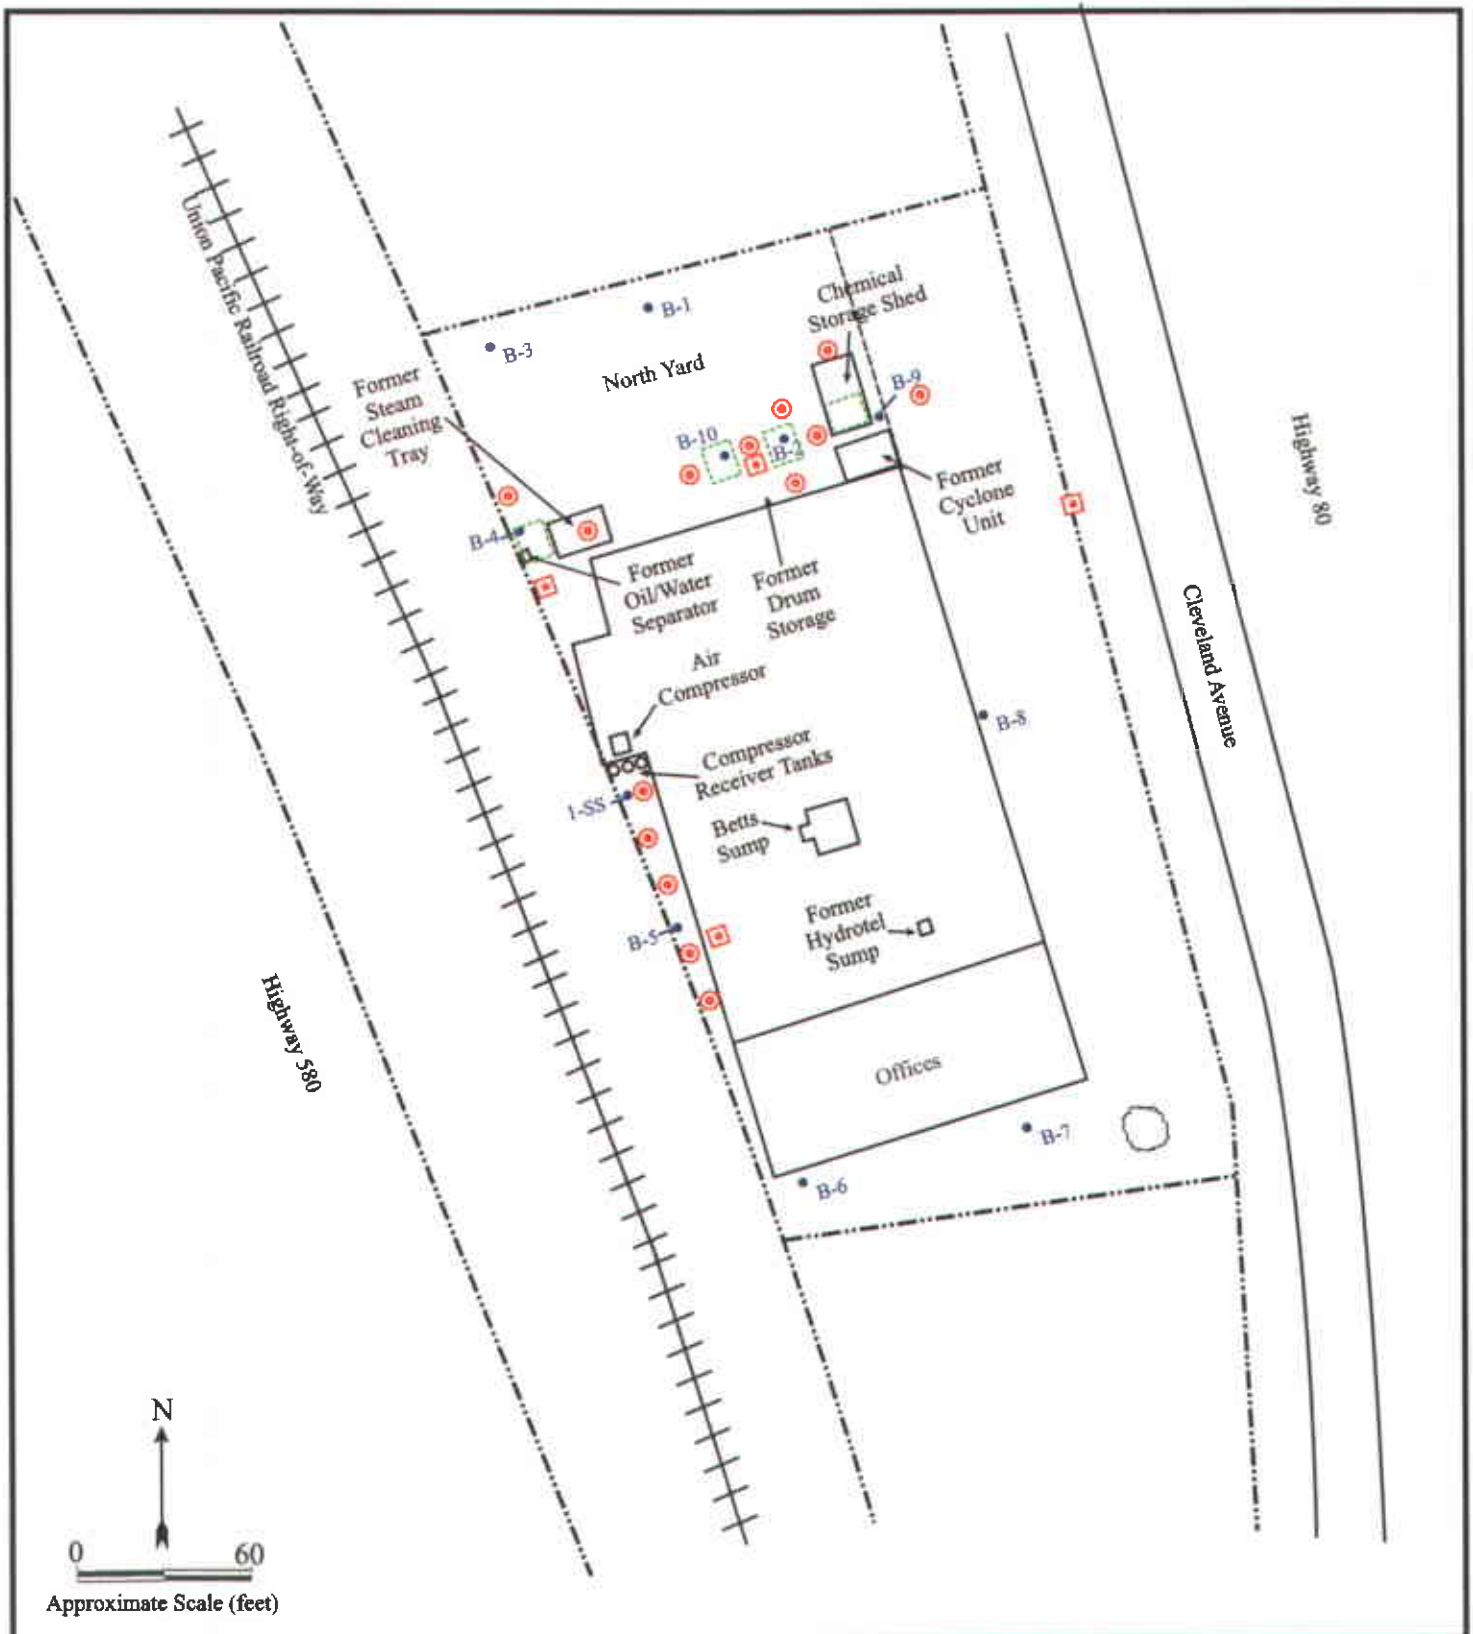 Union Pacific Railroad Right-of-Way
B-1
B-3
North Yard
Chemical
Storage Shed
B-9
Former
Steam
Cleaning
Tray
B-10
B-2
B-4
Former
Cyclone
Unit
Highway 80
Former
Oil/Water
Separator
Former
Drum
Storage
Cleveland Avenue
Air
Compressor
B-8
Compressor
Receiver Tanks
1-SS
Betts
Sump
Former
Hydrotel
Sump
B-5
Highway 580
Offices
B-7
B-6
N
0 60
Approximate Scale (feet)